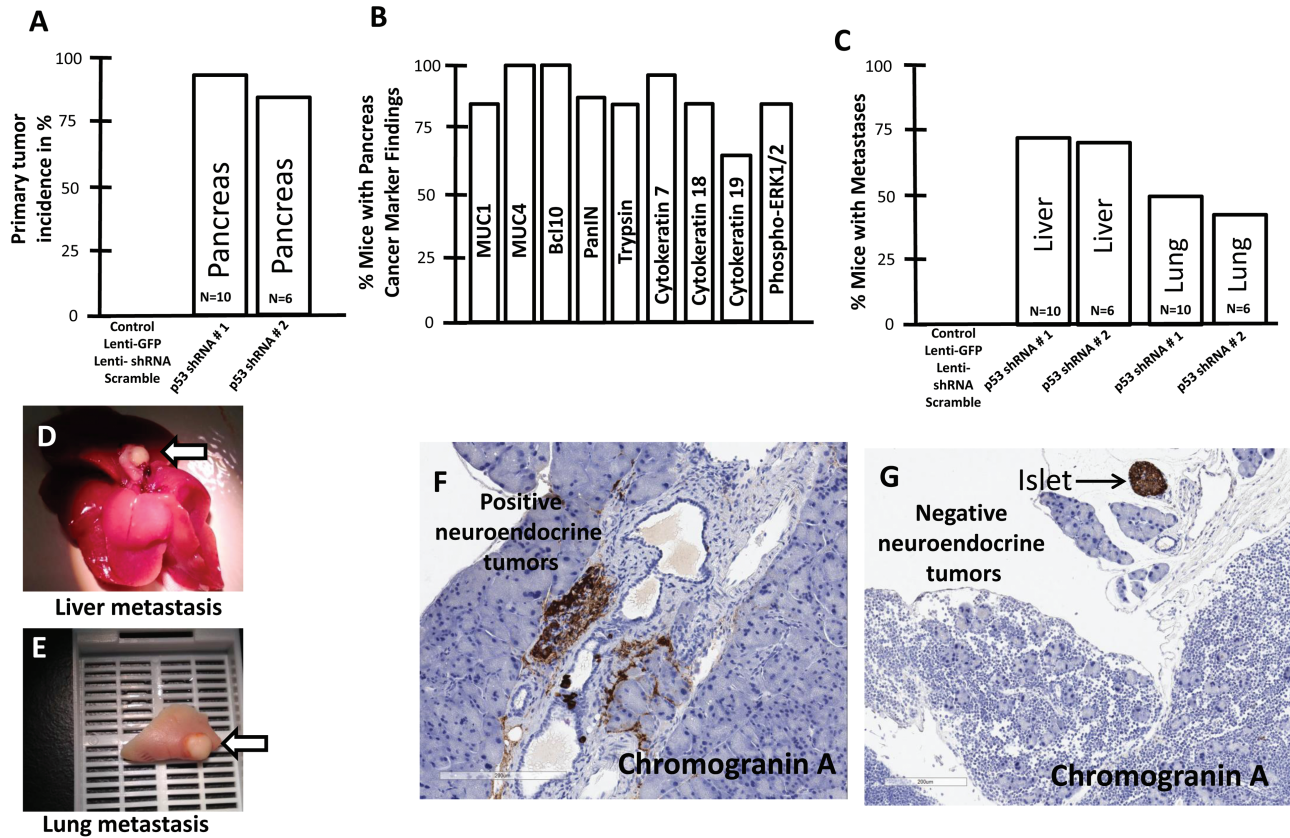 A
Primary tumor
incidence in %
100
75
50
25
0
Pancreas
N=10
Pancreas
N=6
Control
Lenti-GFP
Lenti- shRNA
Scramble
p53 shRNA # 1
p53 shRNA # 2
B
% Mice with Pancreas
Cancer Marker Findings
100
75
50
25
0
MUC1
MUC4
Bcl10
PanIN
Trypsin
Cytokeratin 7
Cytokeratin 18
Cytokeratin 19
Phospho-ERK1/2
C
% Mice with Metastases
100
75
50
25
0
Liver
N=10
Liver
N=6
Lung
N=10
Lung
N=6
Control
Lenti-GFP
Lenti-
shRNA
Scramble
p53 shRNA # 1
p53 shRNA # 2
p53 shRNA # 1
p53 shRNA # 2
D
Liver metastasis
E
Lung metastasis
F
Positive
neuroendocrine
tumors
200um
Chromogranin A
G
Islet
Negative
neuroendocrine
tumors
200um
Chromogranin A